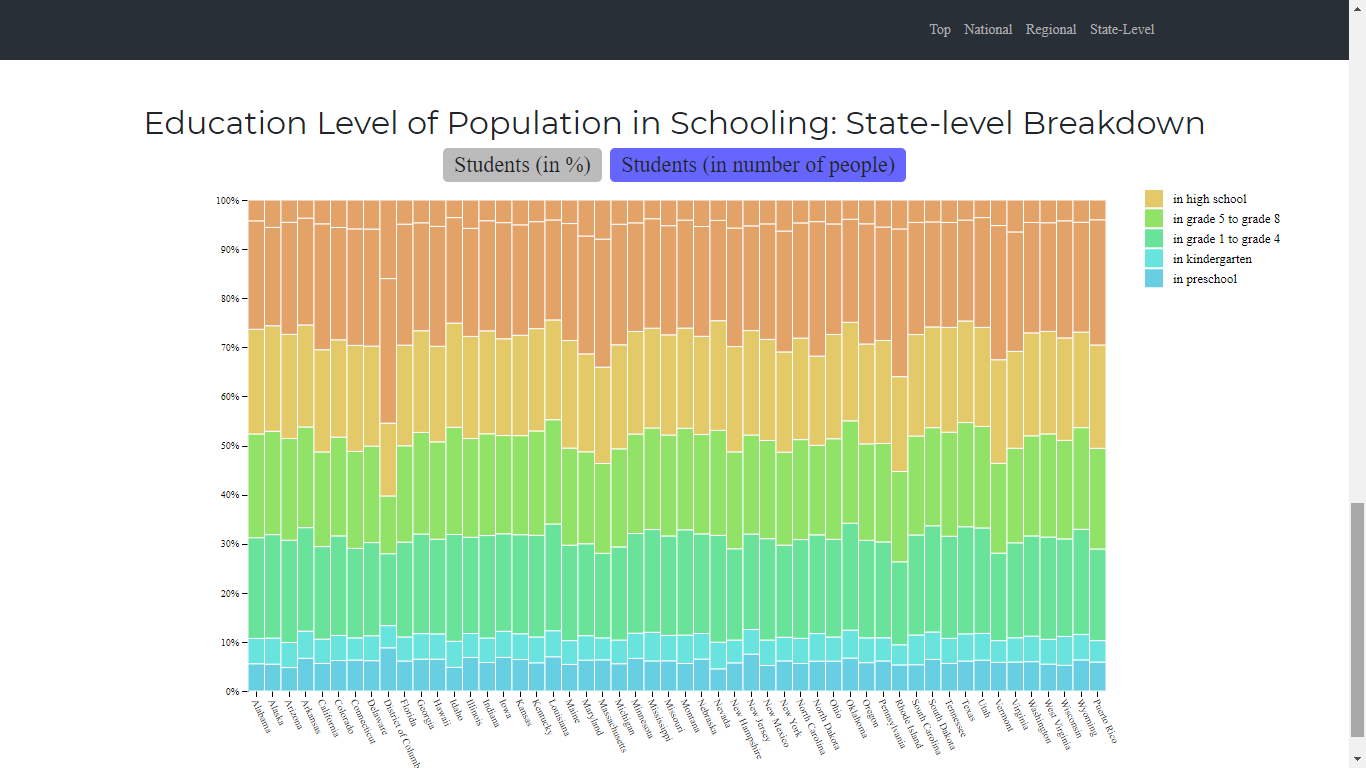 Top National Regional State-Level
Education Level of Population in Schooling: State-level Breakdown
Students (in %) Students (in number of people)
in high school
in grade 5 to grade 8
in grade 1 to grade 4
in kindergarten
in preschool
100%
90%
80%
70%
60%
50%
40%
30%
20%
10%
0%
Alabama
Alaska
Arizona
Arkansas
California
Colorado
Connecticut
Delaware
District of Columb
Florida
Georgia
Hawaii
Idaho
Illinois
Indiana
Iowa
Kansas
Kentucky
Louisiana
Maine
Maryland
Massachusetts
Michigan
Minnesota
Mississippi
Missouri
Montana
Nebraska
Nevada
New Hampshire
New Jersey
New Mexico
New York
North Carolina
North Dakota
Ohio
Oklahoma
Oregon
Pennsylvania
Rhode Island
South Carolina
South Dakota
Tennessee
Texas
Utah
Vermont
Virginia
Washington
West Virginia
Wisconsin
Wyoming
Puerto Rico